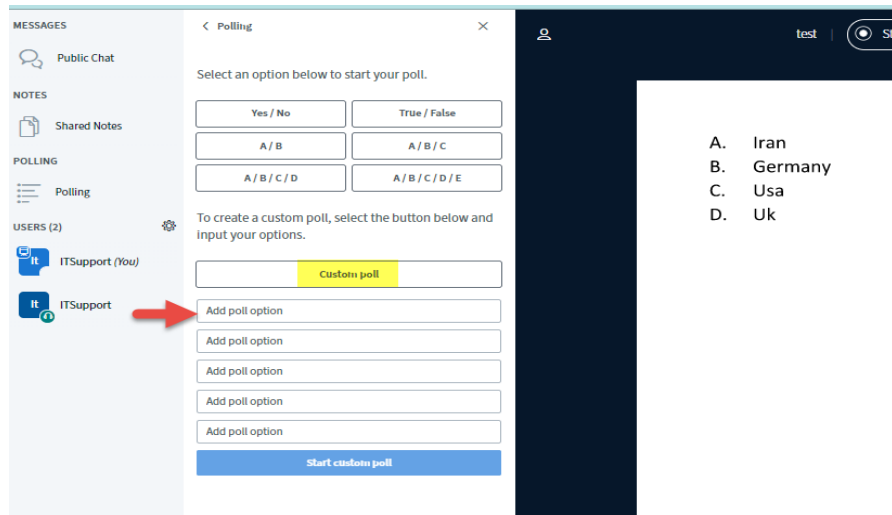 MESSAGES
Public Chat
NOTES
Shared Notes
POLLING
Polling
USERS (2)
It
ITSupport (You)
It
ITSupport
Polling
Select an option below to start your poll.
Yes / No
True / False
A / B
A / B / C
A / B / C / D
A / B / C / D / E
To create a custom poll, select the button below and
input your options.
Custom poll
Add poll option
Add poll option
Add poll option
Add poll option
Add poll option
Start custom poll
test
A. Iran
B. Germany
C. Usa
D. Uk